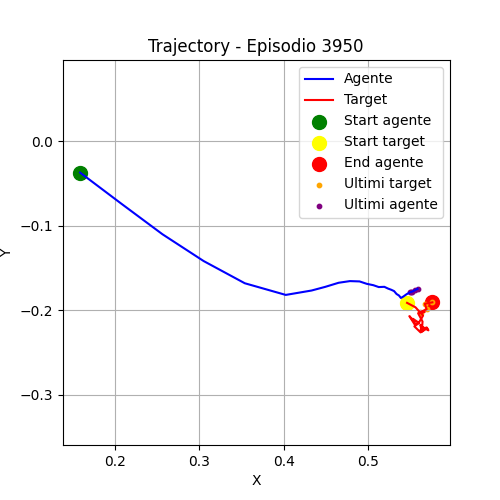 Trajectory - Episodio 3950
Agente
Target
Start agente
Start target
End agente
Ultimi target
Ultimi agente
Y
0.0
−0.1
−0.2
−0.3
0.2
0.3
0.4
0.5
X